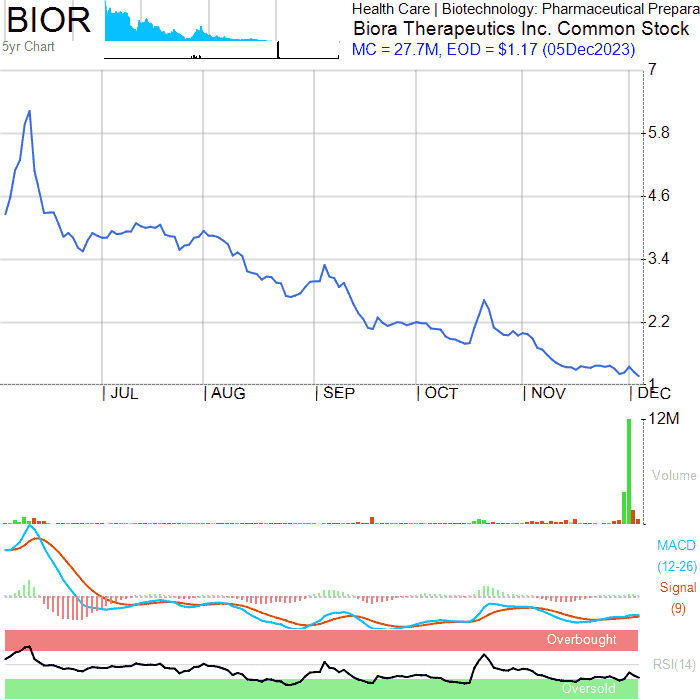 BIOR
5yr Chart
Health Care | Biotechnology: Pharmaceutical Prepara
Biora Therapeutics Inc. Common Stock
MC = 27.7M, EOD = $1.17 (05Dec2023)
7
5.8
4.6
3.4
2.2
1
| JUL | AUG | SEP | OCT | NOV | DEC
12M
Volume
MACD
(12-26)
Signal
(9)
Overbought
RSI(14)
Oversold